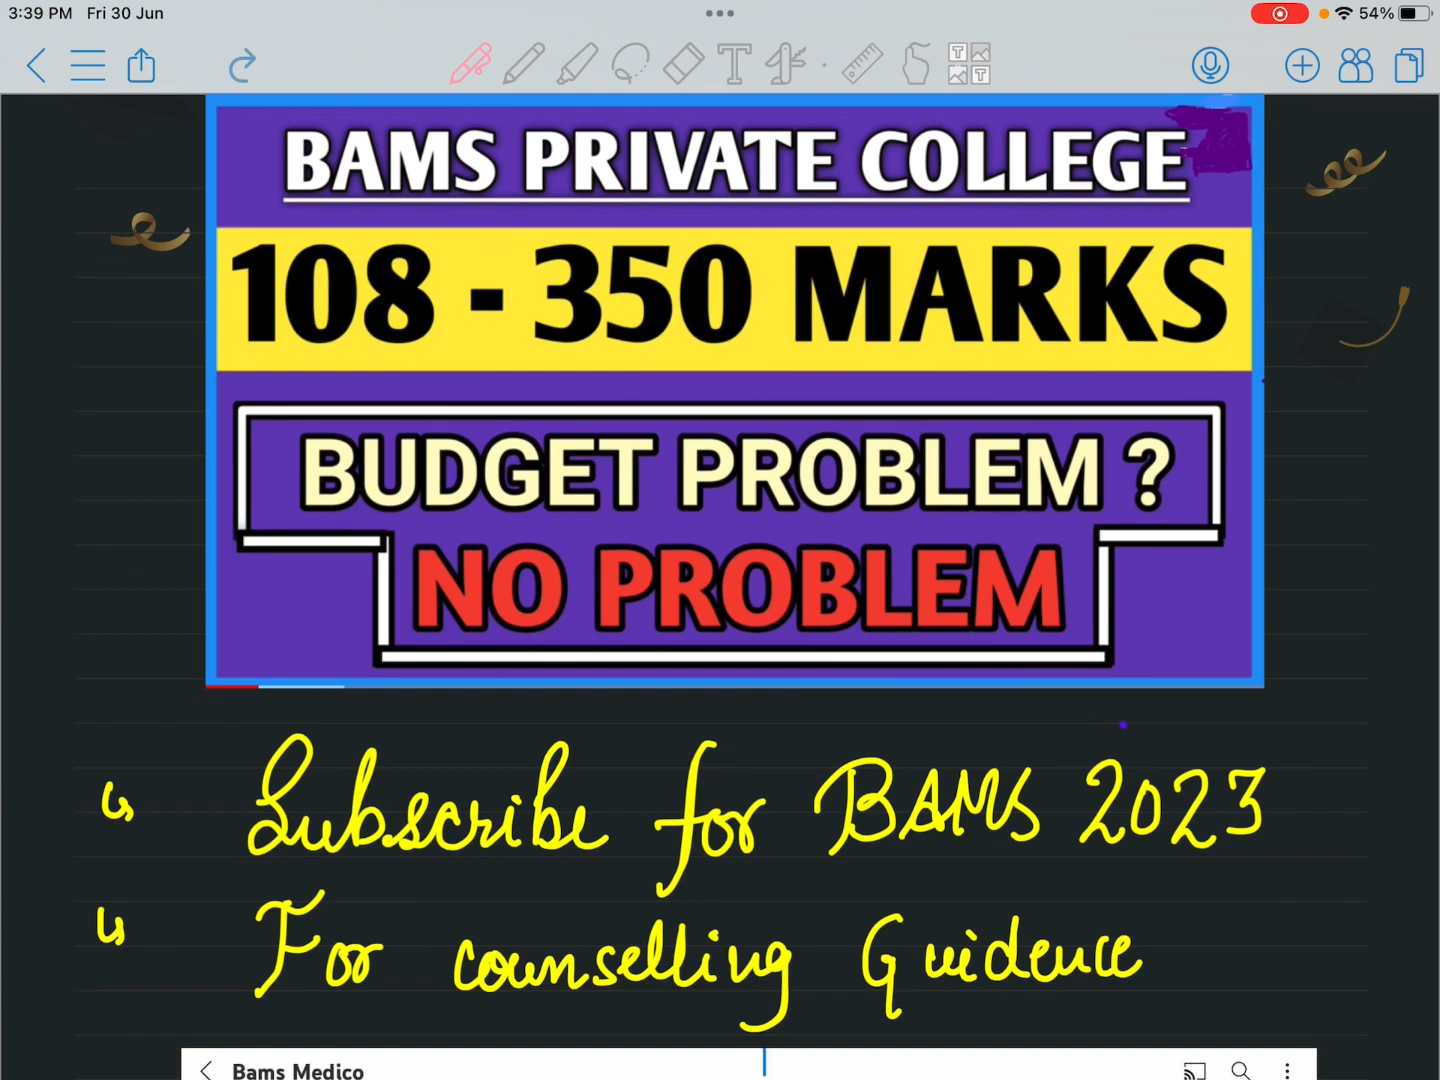 3:39 PM Fri 30 Jun
54%
BAMS PRIVATE COLLEGE
108 - 350 MARKS
BUDGET PROBLEM ?
NO PROBLEM
Subscribe for BAMS 2023
For counselling Guidence
Bams Medico